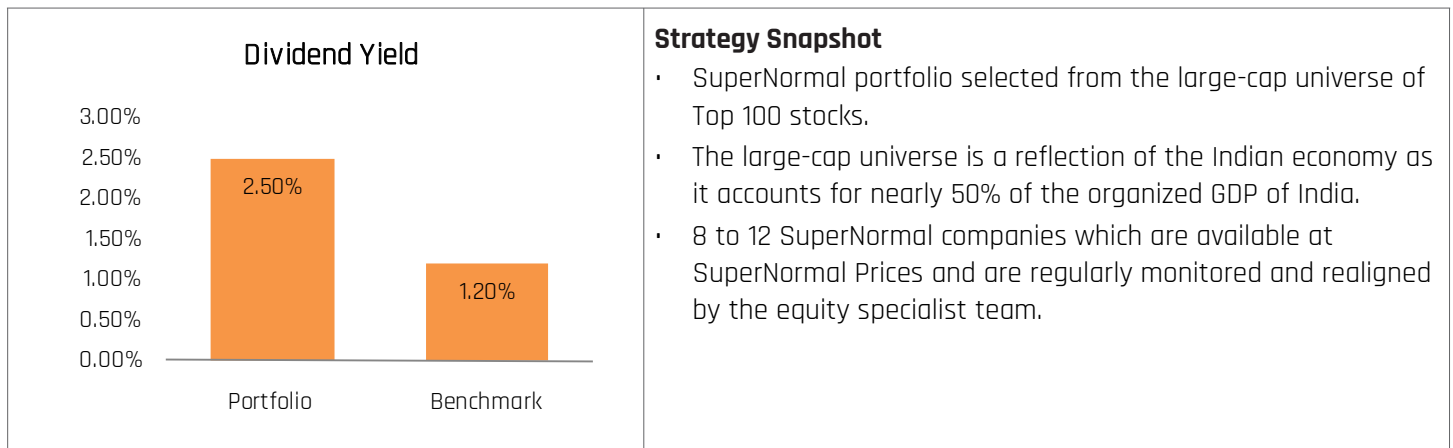 Dividend Yield
3.00%
2.50%
2.00%
1.50%
1.00%
0.50%
0.00%
2.50%
1.20%
Portfolio
Benchmark
Strategy Snapshot
· SuperNormal portfolio selected from the large-cap universe of
Top 100 stocks.
· The large-cap universe is a reflection of the Indian economy as
it accounts for nearly 50% of the organized GDP of India.
· 8 to 12 SuperNormal companies which are available at
SuperNormal Prices and are regularly monitored and realigned
by the equity specialist team.